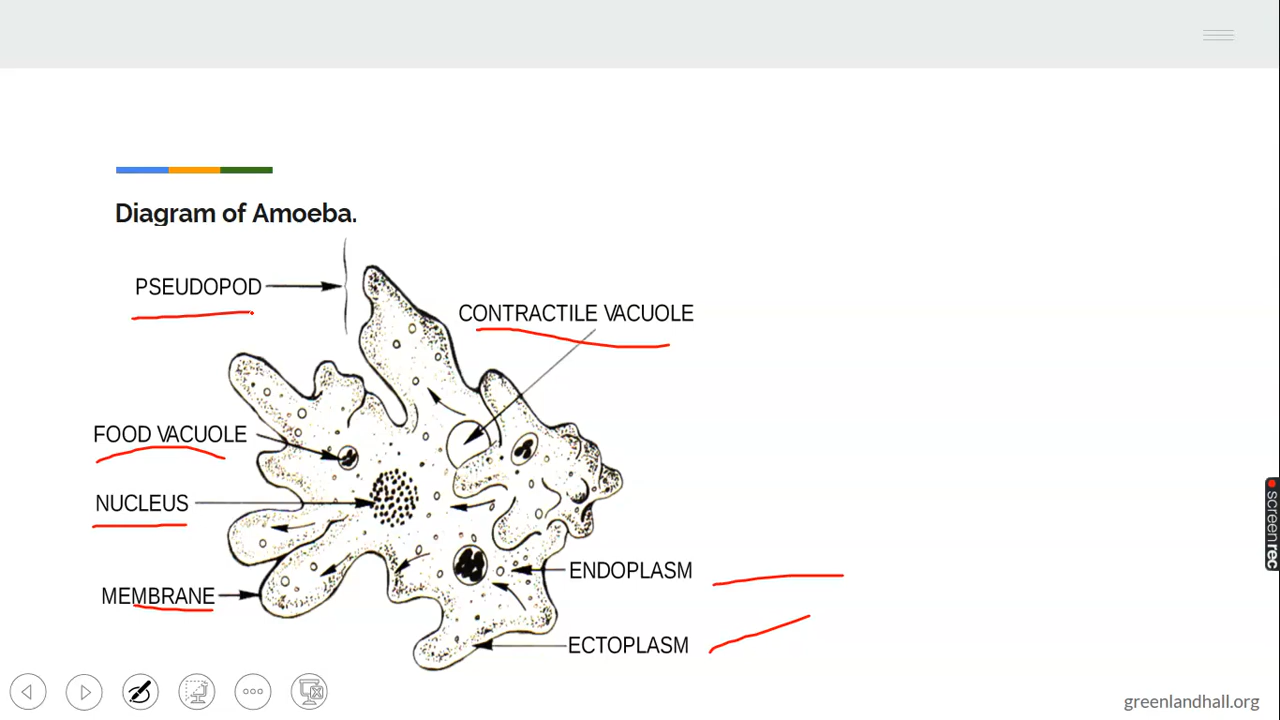 Diagram of Amoeba.
PSEUDOPOD
CONTRACTILE VACUOLE
FOOD VACUOLE
NUCLEUS
ENDOPLASM
MEMBRANE
ECTOPLASM
greenlandhall.org
screenrec